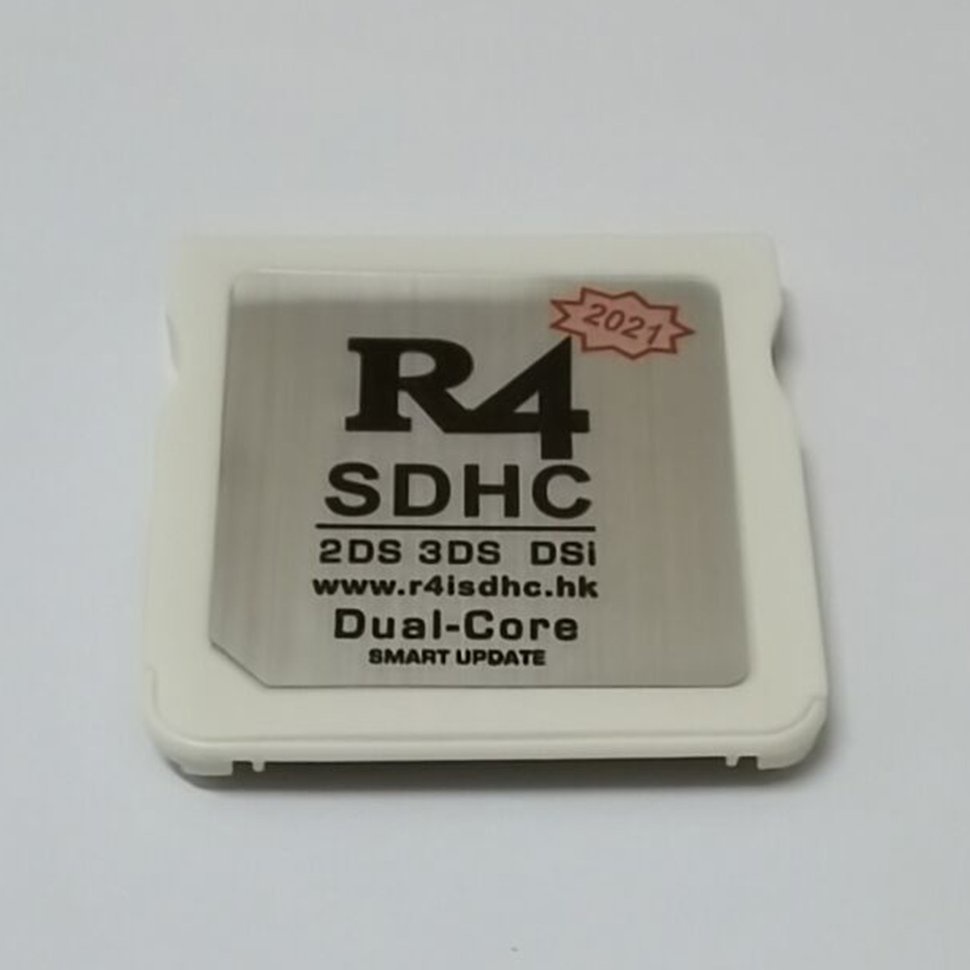 2021
R4
SDHC
2DS 3DS DSi
www.r4isdhc.hk
Dual-Core
SMART UPDATE